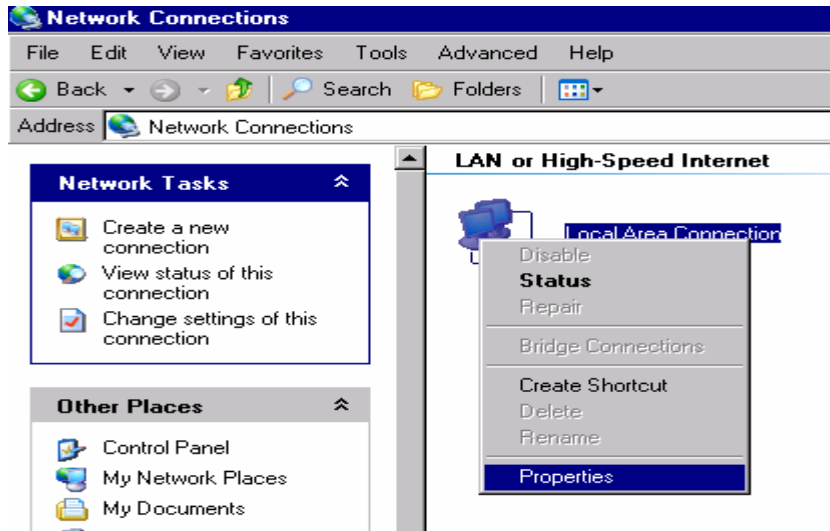 Network Connections
File Edit View Favorites Tools Advanced Help
Back Search Folders
Address Network Connections
Network Tasks
Create a new
connection
View status of this
connection
Change settings of this
connection
Other Places
Control Panel
My Network Places
My Documents
LAN or High-Speed Internet
Local Area Connection
Disable
Status
Repair
Bridge Connections
Create Shortcut
Delete
Rename
Properties